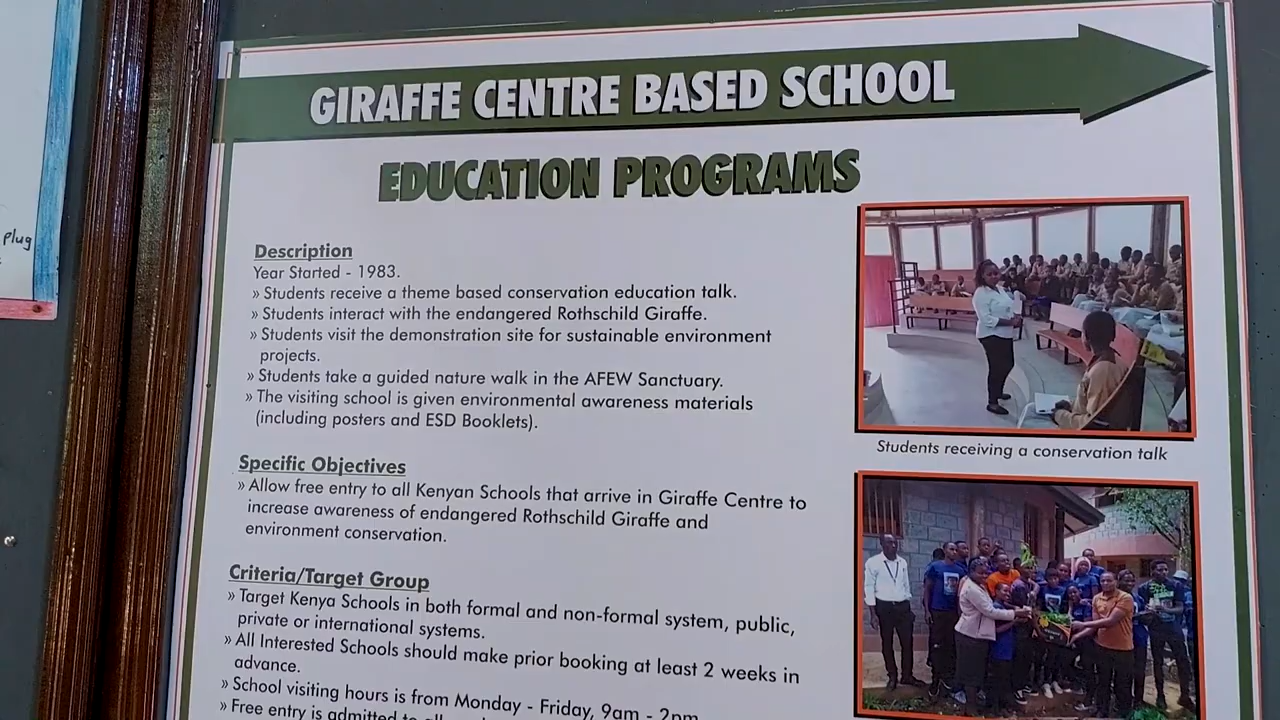 GIRAFFE CENTRE BASED SCHOOL
EDUCATION PROGRAMS
Plug
Description
Year Started - 1983.
» Students receive a theme based conservation education talk.
» Students interact with the endangered Rothschild Giraffe.
» Students visit the demonstration site for sustainable environment
projects.
» Students take a guided nature walk in the AFEW Sanctuary.
» The visiting school is given environmental awareness materials
(including posters and ESD Booklets).
Students receiving a conservation talk
Specific Objectives
» Allow free entry to all Kenyan Schools that arrive in Giraffe Centre to
increase awareness of endangered Rothschild Giraffe and
environment conservation.
Criteria/Target Group
» Target Kenya Schools in both formal and non-formal system, public,
private or international systems.
» All Interested Schools should make prior booking at least 2 weeks in
advance.
» School visiting hours is from Monday - Friday, 9am - 2pm
» Free entry is admitted to